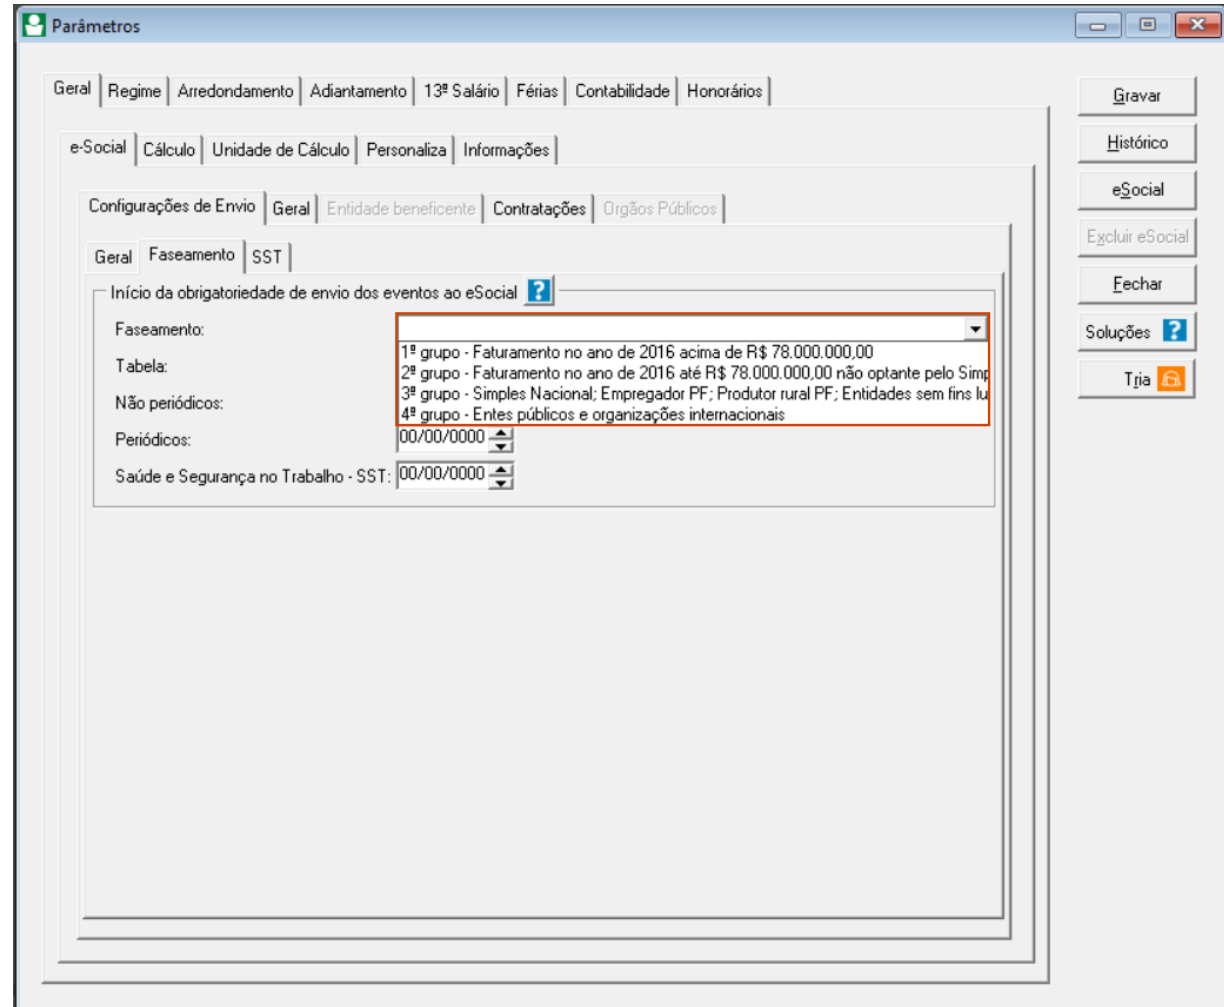 Parâmetros
Geral Regime Arredondamento Adiantamento 13º Salário Férias Contabilidade Honorários
Gravar
e-Social Cálculo Unidade de Cálculo Personaliza Informações
Histórico
Configurações de Envio Geral Entidade beneficente Contratações Orgãos Públicos
eSocial
Geral Faseamento SST
Excluir eSocial
Início da obrigatoriedade de envio dos eventos ao eSocial ?
Fechar
Faseamento:
Soluções ?
1º grupo - Faturamento no ano de 2016 acima de R$ 78.000.000,00
Tabela:
2º grupo - Faturamento no ano de 2016 até R$ 78.000.000,00 não optante pelo Simp
Tria
3º grupo - Simples Nacional; Empregador PF; Produtor rural PF; Entidades sem fins lu
Não periódicos:
4º grupo - Entes públicos e organizações internacionais
Periódicos: 00/00/0000
Saúde e Segurança no Trabalho - SST: 00/00/0000